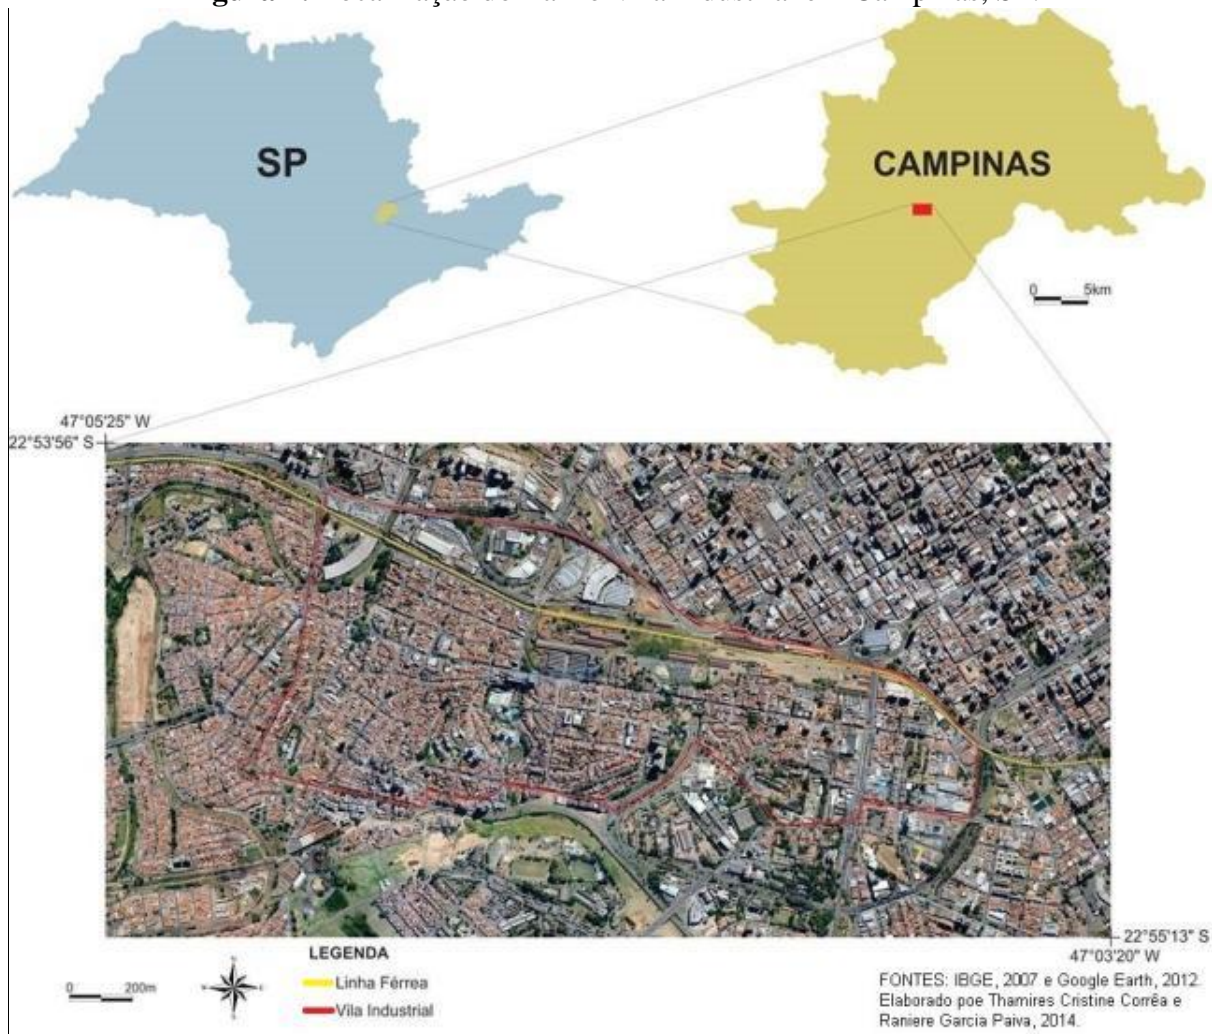 SP
CAMPINAS
0 5km
47°05'25" W
22°53'56" S
22°55'13" S
47°03'20" W
LEGENDA
Linha Férrea
Vila Industrial
0 200m
FONTES: IBGE, 2007 e Google Earth, 2012.
Elaborado poe Thamires Cristine Corrêa e
Raniere Garcia Paiva, 2014.